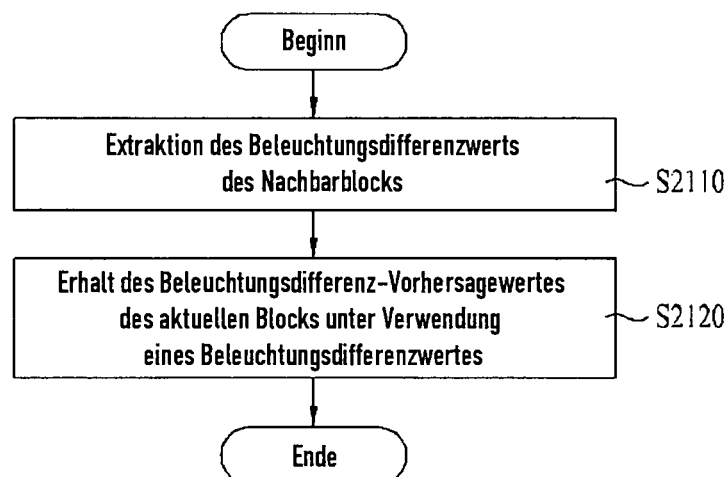 Beginn
Extraktion des Beleuchtungsdifferenzwerts
des Nachbarblocks
S2110
Erhalt des Beleuchtungsdifferenz-Vorhersagewertes
des aktuellen Blocks unter Verwendung
eines Beleuchtungsdifferenzwertes
S2120
Ende